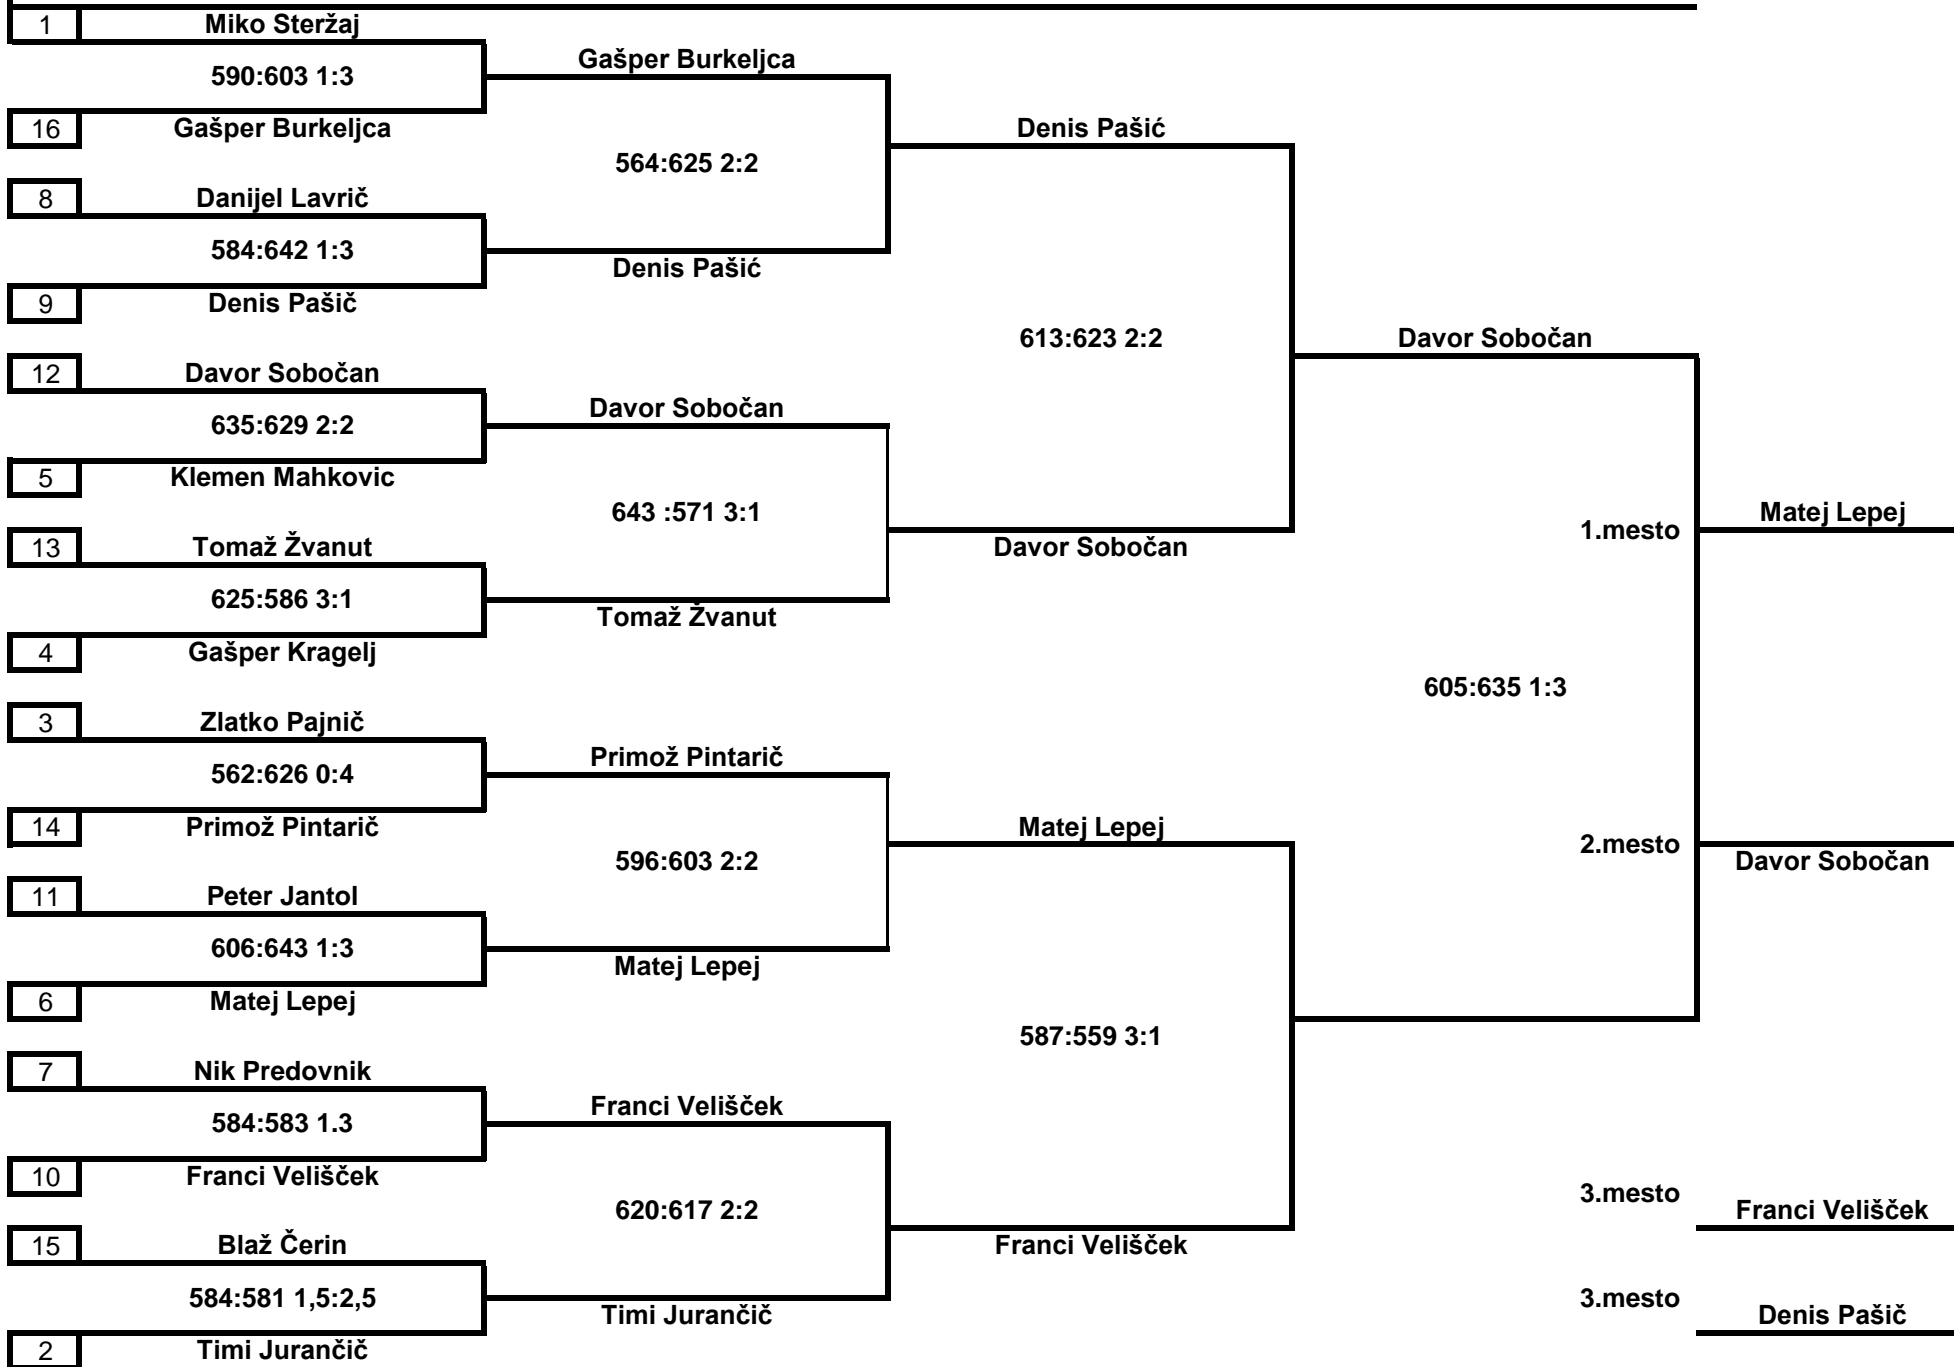 1 Miko Steržaj
590:603 1:3
16 Gašper Burkeljca
8 Danijel Lavrič
584:642 1:3
9 Denis Pašič
12 Davor Sobočan
635:629 2:2
5 Klemen Mahkovic
13 Tomaž Žvanut
625:586 3:1
4 Gašper Kragelj
3 Zlatko Pajnič
562:626 0:4
14 Primož Pintarič
11 Peter Jantol
606:643 1:3
6 Matej Lepej
7 Nik Predovnik
584:583 1.3
10 Franci Velišček
15 Blaž Čerin
584:581 1,5:2,5
2 Timi Jurančič
Gašper Burkeljca
564:625 2:2
Denis Pašić
Davor Sobočan
643 :571 3:1
Tomaž Žvanut
Primož Pintarič
596:603 2:2
Matej Lepej
Franci Velišček
620:617 2:2
Timi Jurančič
Denis Pašić
613:623 2:2
Davor Sobočan
Matej Lepej
587:559 3:1
Franci Velišček
Davor Sobočan
605:635 1:3
1.mesto Matej Lepej
2.mesto Davor Sobočan
3.mesto Franci Velišček
3.mesto Denis Pašič